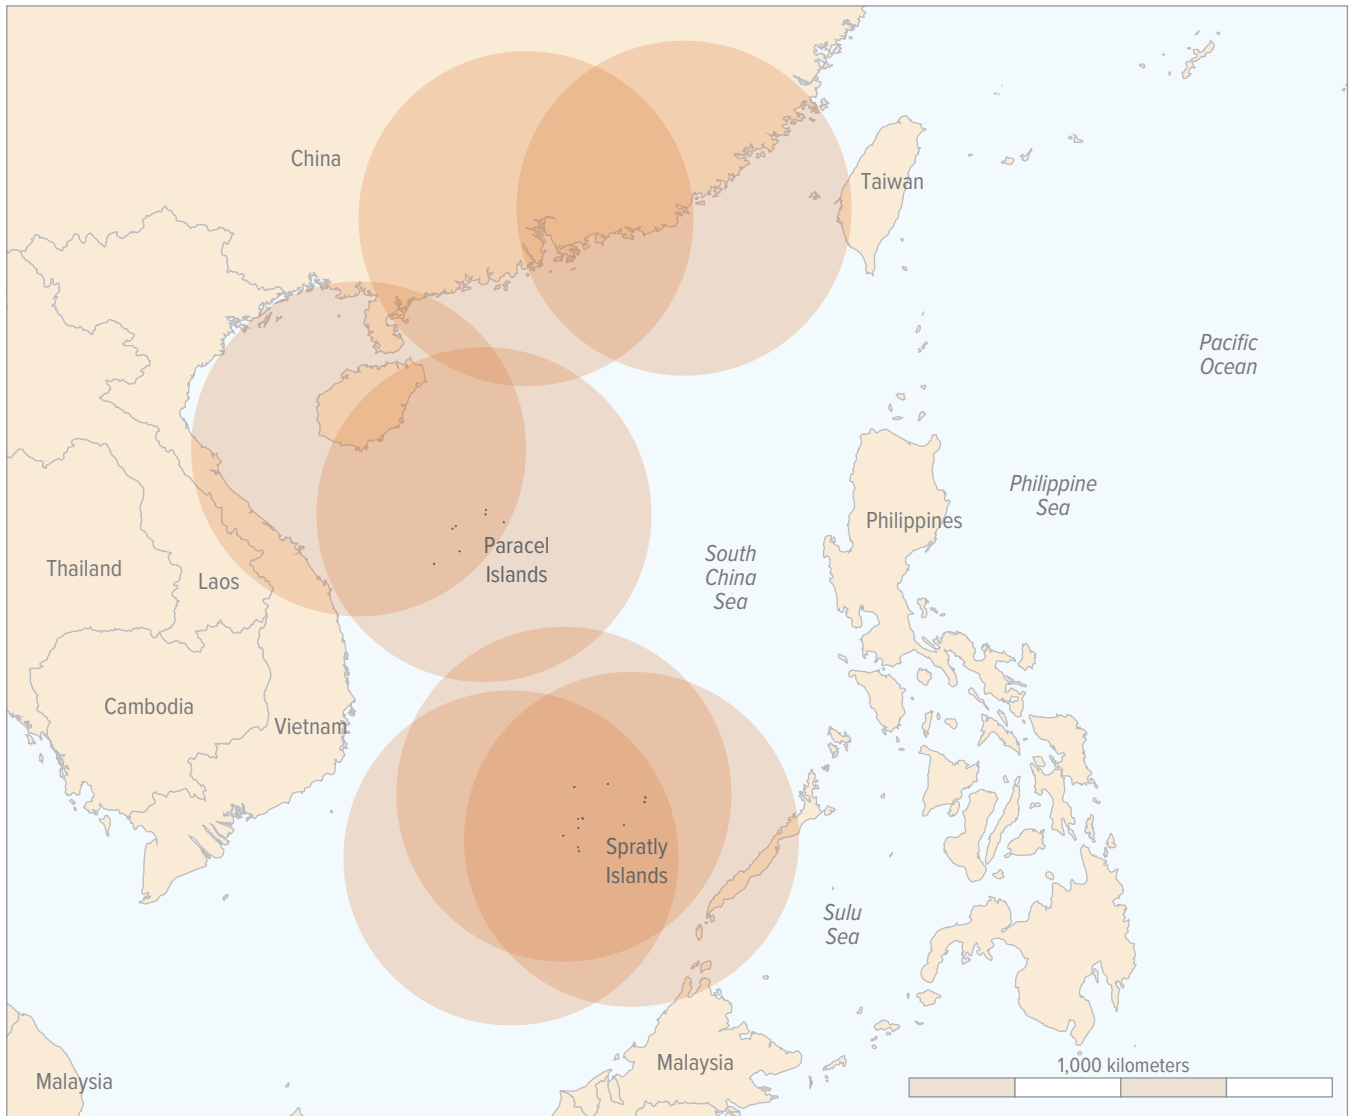 China
Taiwan
Pacific
Ocean
Philippine
Sea
Philippines
South
China
Sea
Paracel
Islands
Thailand
Laos
Cambodia
Vietnam
Spratly
Islands
Sulu
Sea
Malaysia
Malaysia
1,000 kilometers